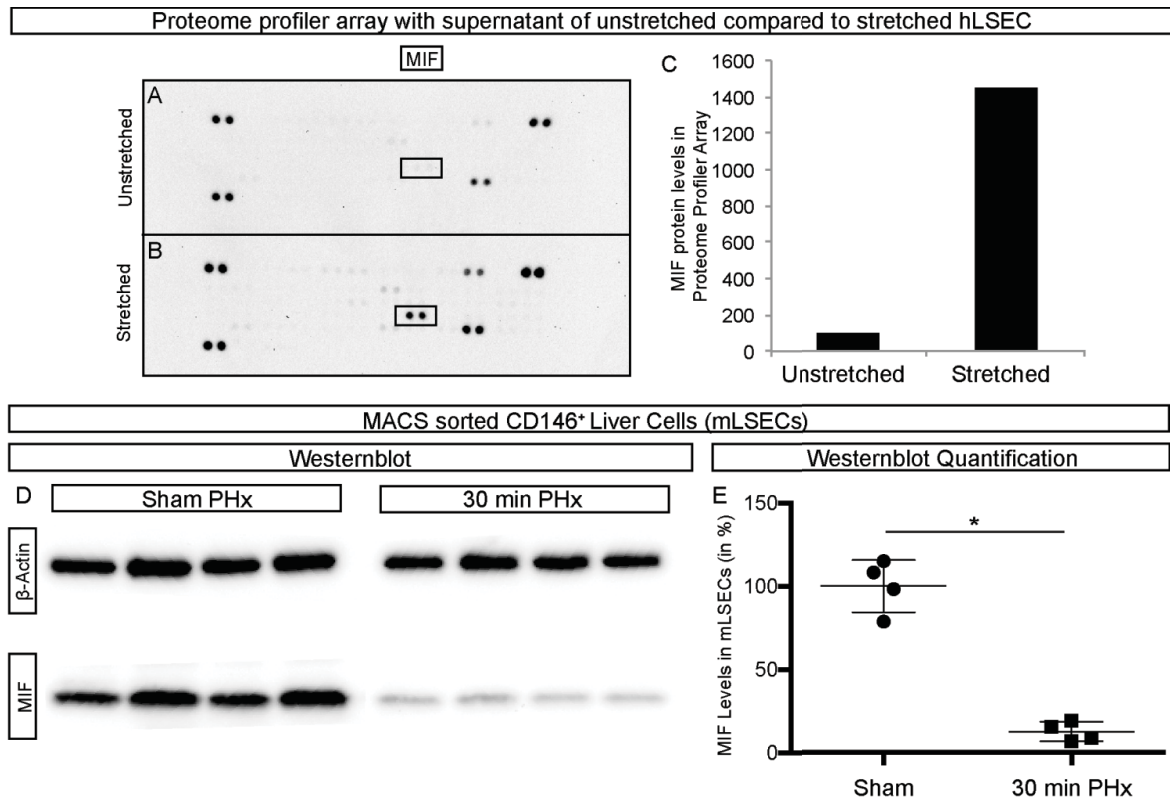 Proteome profiler array with supernatant of unstretched compared to stretched hLSEC
MIF
A
Unstretched
B
Stretched
C
MIF protein levels in
Proteome Profiler Array
1600
1400
1200
1000
800
600
400
200
0
Unstretched
Stretched
MACS sorted CD146⁺ Liver Cells (mLSECs)
Westernblot
D
Sham PHx
30 min PHx
β-Actin
MIF
Westernblot Quantification
E
MIF Levels in mLSECs (in %)
150
100
50
0
*
Sham
30 min PHx